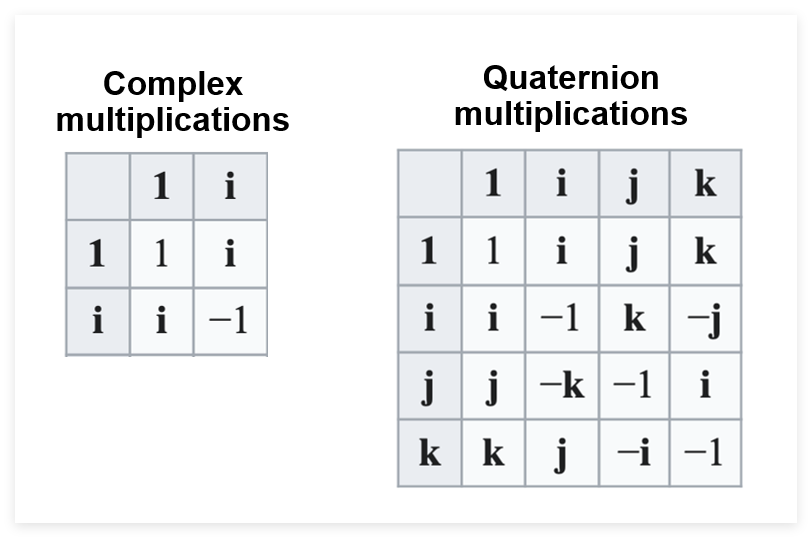 Complex
multiplications
1 i
1 1 i
i i −1
Quaternion
multiplications
1 i j k
1 1 i j k
i i −1 k −j
j j −k −1 i
k k j −i −1